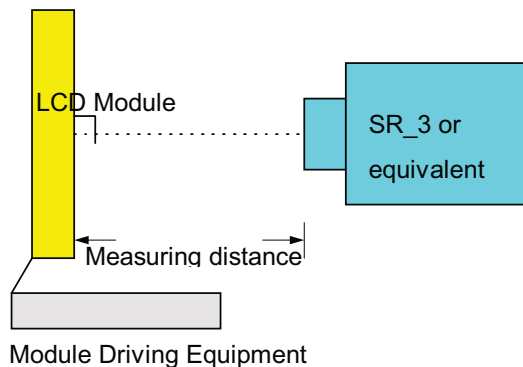 LCD Module
SR_3 or
equivalent
Measuring distance
Module Driving Equipment